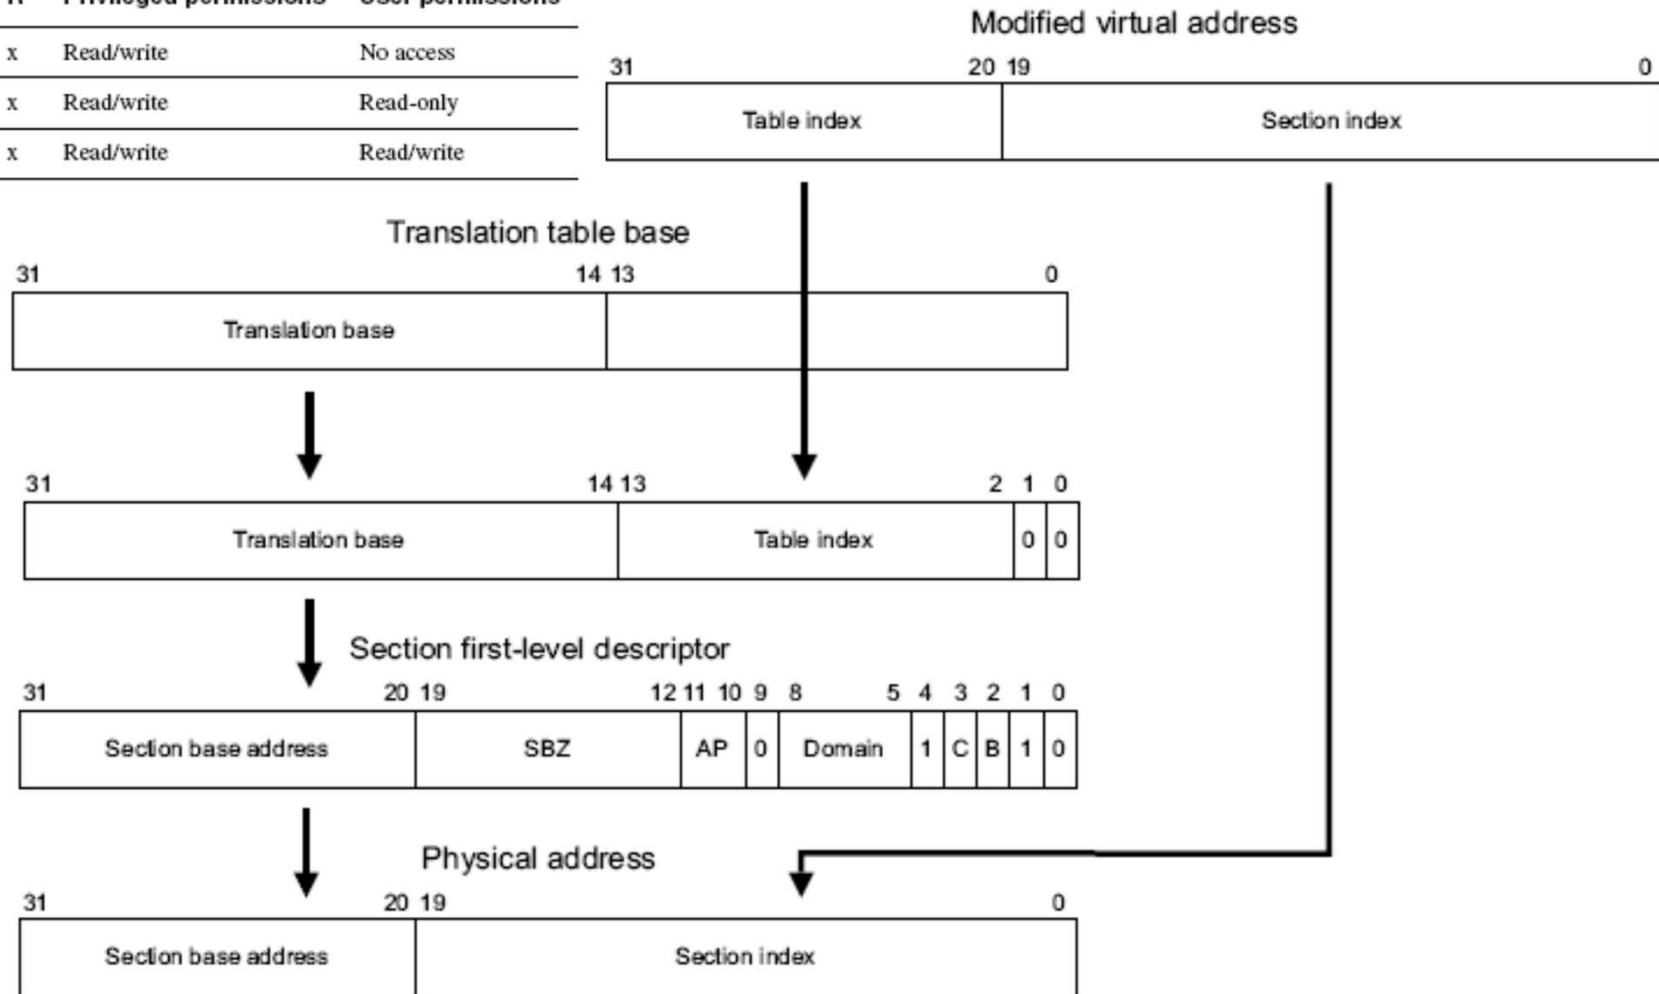 Privileged permissions User permissions
x Read/write No access
x Read/write Read-only
x Read/write Read/write
Modified virtual address
31 20 19 0
Table index Section index
Translation table base
31 14 13 0
Translation base
31 14 13 2 1 0
Translation base Table index 0 0
Section first-level descriptor
31 20 19 12 11 10 9 8 5 4 3 2 1 0
Section base address SBZ AP 0 Domain 1 C B 1 0
Physical address
31 20 19 0
Section base address Section index